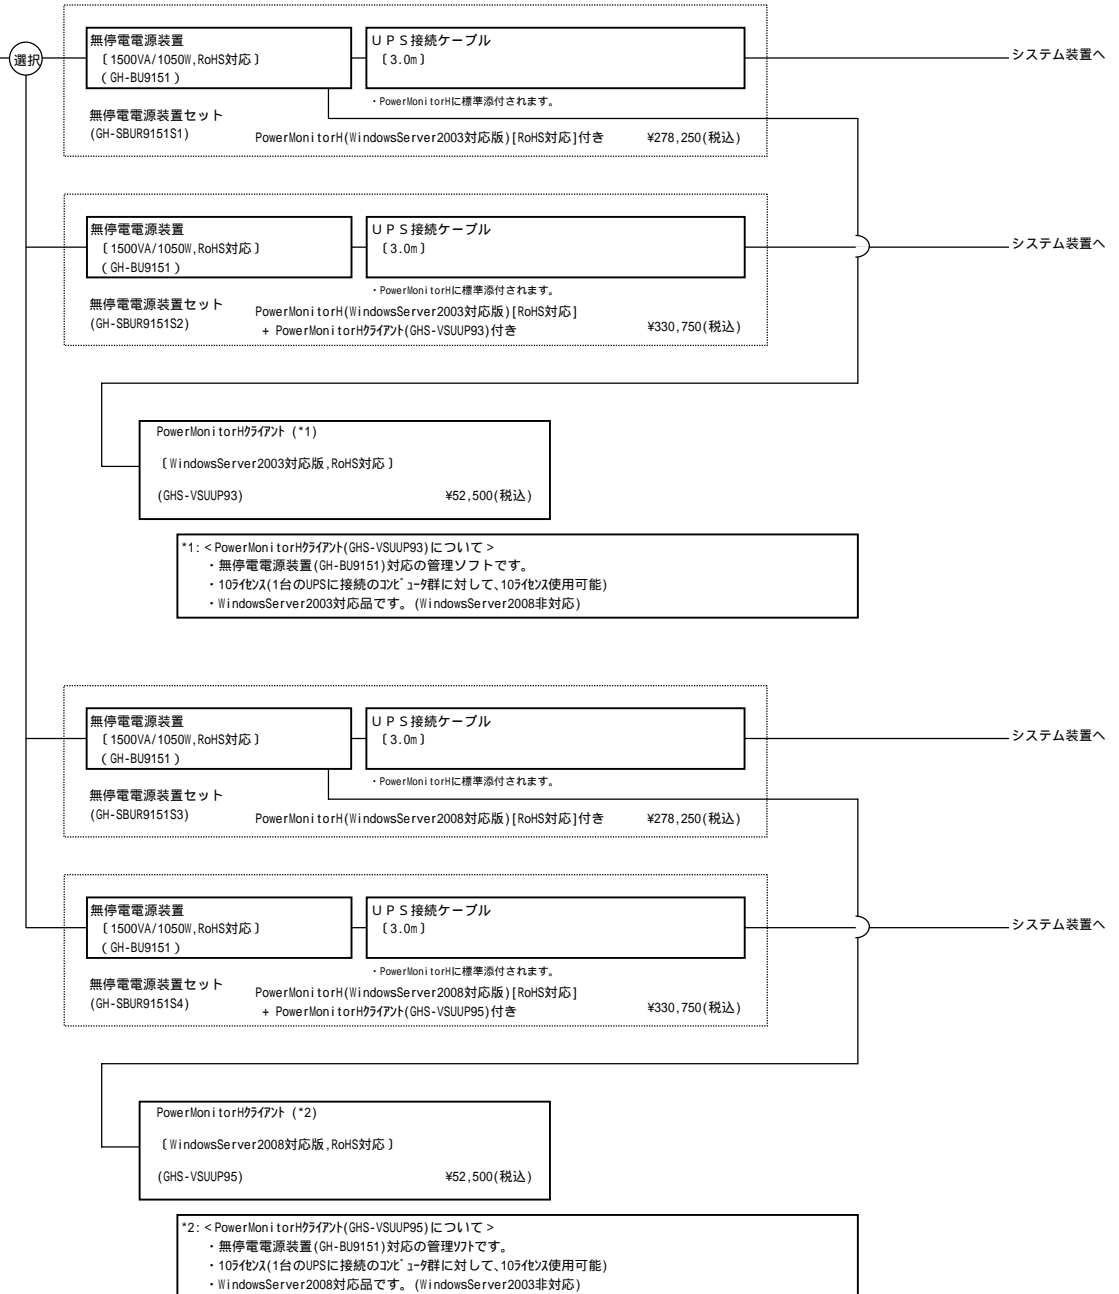 選択
無停電電源装置
〔1500VA/1050W,RoHS対応〕
(GH-BU9151)
UPS接続ケーブル
〔3.0m〕
システム装置へ
・PowerMonitorHに標準添付されます。
無停電電源装置セット
(GH-SBUR9151S1)
PowerMonitorH(WindowsServer2003対応版)[RoHS対応]付き ¥278,250(税込)
無停電電源装置
〔1500VA/1050W,RoHS対応〕
(GH-BU9151)
UPS接続ケーブル
〔3.0m〕
システム装置へ
・PowerMonitorHに標準添付されます。
無停電電源装置セット
(GH-SBUR9151S2)
PowerMonitorH(WindowsServer2003対応版)[RoHS対応]
+ PowerMonitorHクライアント(GHS-VSUUP93)付き ¥330,750(税込)
PowerMonitorHクライアント (*1)
〔WindowsServer2003対応版,RoHS対応〕
(GHS-VSUUP93) ¥52,500(税込)
*1:<PowerMonitorHクライアント(GHS-VSUUP93)について>
・無停電電源装置(GH-BU9151)対応の管理ソフトです。
・10ライセンス(1台のUPSに接続のコンピュータ群に対して、10ライセンス使用可能)
・WindowsServer2003対応品です。(WindowsServer2008非対応)
無停電電源装置
〔1500VA/1050W,RoHS対応〕
(GH-BU9151)
UPS接続ケーブル
〔3.0m〕
システム装置へ
・PowerMonitorHに標準添付されます。
無停電電源装置セット
(GH-SBUR9151S3)
PowerMonitorH(WindowsServer2008対応版)[RoHS対応]付き ¥278,250(税込)
無停電電源装置
〔1500VA/1050W,RoHS対応〕
(GH-BU9151)
UPS接続ケーブル
〔3.0m〕
システム装置へ
・PowerMonitorHに標準添付されます。
無停電電源装置セット
(GH-SBUR9151S4)
PowerMonitorH(WindowsServer2008対応版)[RoHS対応]
+ PowerMonitorHクライアント(GHS-VSUUP95)付き ¥330,750(税込)
PowerMonitorHクライアント (*2)
〔WindowsServer2008対応版,RoHS対応〕
(GHS-VSUUP95) ¥52,500(税込)
*2:<PowerMonitorHクライアント(GHS-VSUUP95)について>
・無停電電源装置(GH-BU9151)対応の管理ソフトです。
・10ライセンス(1台のUPSに接続のコンピュータ群に対して、10ライセンス使用可能)
・WindowsServer2008対応品です。(WindowsServer2003非対応)